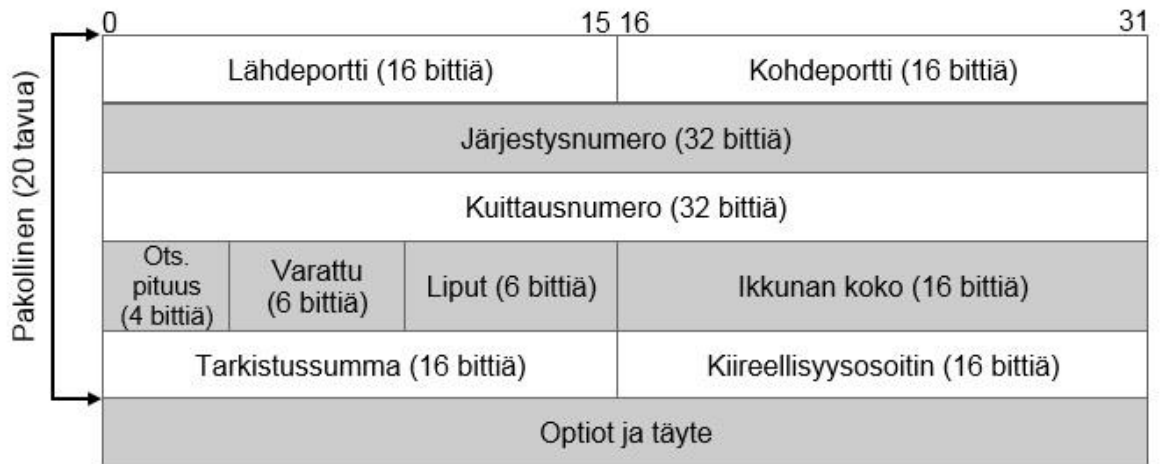 0 15 16 31
Pakollinen (20 tavua)
Lähdeportti (16 bittiä) Kohdeportti (16 bittiä)
Järjestysnumero (32 bittiä)
Kuittausnumero (32 bittiä)
Ots.
pituus
(4 bittiä)
Varattu
(6 bittiä)
Liput (6 bittiä)
Ikkunan koko (16 bittiä)
Tarkistussumma (16 bittiä) Kiireellisyysosoitin (16 bittiä)
Optiot ja täyte